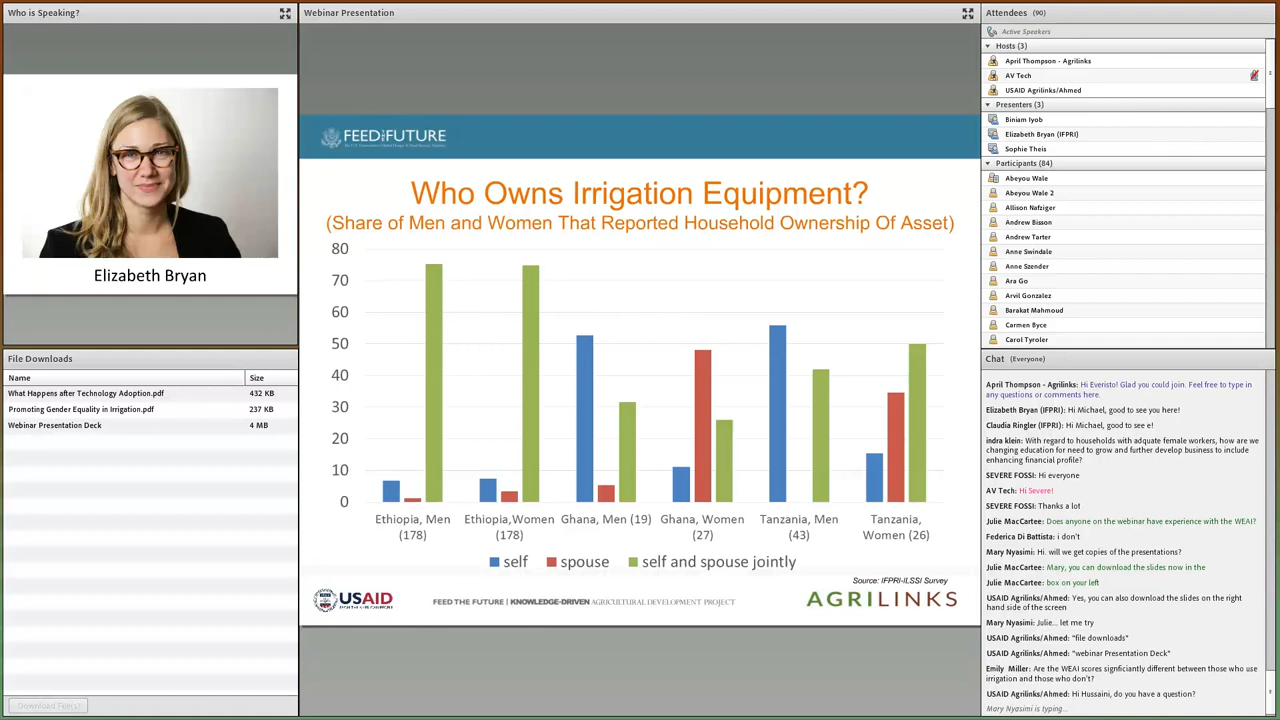 Who is Speaking?
Elizabeth Bryan
File Downloads
Name Size
What Happens after Technology Adoption.pdf 432 KB
Promoting Gender Equality in Irrigation.pdf 237 KB
Webinar Presentation Deck 4 MB
Download File(s)
Webinar Presentation
FEED THE FUTURE
Who Owns Irrigation Equipment?
(Share of Men and Women That Reported Household Ownership Of Asset)
80
70
60
50
40
30
20
10
0
Ethiopia, Men (178)
Ethiopia,Women (178)
Ghana, Men (19)
Ghana, Women (27)
Tanzania, Men (43)
Tanzania, Women (26)
self spouse self and spouse jointly
Source: IFPRI-ILSSI Survey
USAID
FEED THE FUTURE | KNOWLEDGE-DRIVEN AGRICULTURAL DEVELOPMENT PROJECT
AGRILINKS
Attendees (90)
Active Speakers
Hosts (3)
April Thompson - Agrilinks
AV Tech
USAID Agrilinks/Ahmed
Presenters (3)
Biniam Iyob
Elizabeth Bryan (IFPRI)
Sophie Theis
Participants (84)
Abeyou Wale
Abeyou Wale 2
Allison Nafziger
Andrew Bisson
Andrew Tarter
Anne Swindale
Anne Szender
Ara Go
Arvil Gonzalez
Barakat Mahmoud
Carmen Byce
Carol Tyroler
Chat (Everyone)
April Thompson - Agrilinks: Hi Everisto! Glad you could join. Feel free to type in
any questions or comments here.
Elizabeth Bryan (IFPRI): Hi Michael, good to see you here!
Claudia Ringler (IFPRI): Hi Michael, good to see e!
indra klein: With regard to households with adquate female workers, how are we
changing education for need to grow and further develop business to include
enhancing financial profile?
SEVERE FOSSI: Hi everyone
AV Tech: Hi Severe!
SEVERE FOSSI: Thanks a lot
Julie MacCartee: Does anyone on the webinar have experience with the WEAI?
Federica Di Battista: i don't
Mary Nyasimi: Hi. will we get copies of the presentations?
Julie MacCartee: Mary, you can download the slides now in the
Julie MacCartee: box on your left
USAID Agrilinks/Ahmed: Yes, you can also download the slides on the right
hand side of the screen
Mary Nyasimi: Julie... let me try
USAID Agrilinks/Ahmed: "file downloads"
USAID Agrilinks/Ahmed: "webinar Presentation Deck"
Emily Miller: Are the WEAI scores signficiantly different between those who use
irrigation and those who don't?
USAID Agrilinks/Ahmed: Hi Hussaini, do you have a question?
Mary Nyasimi is typing...